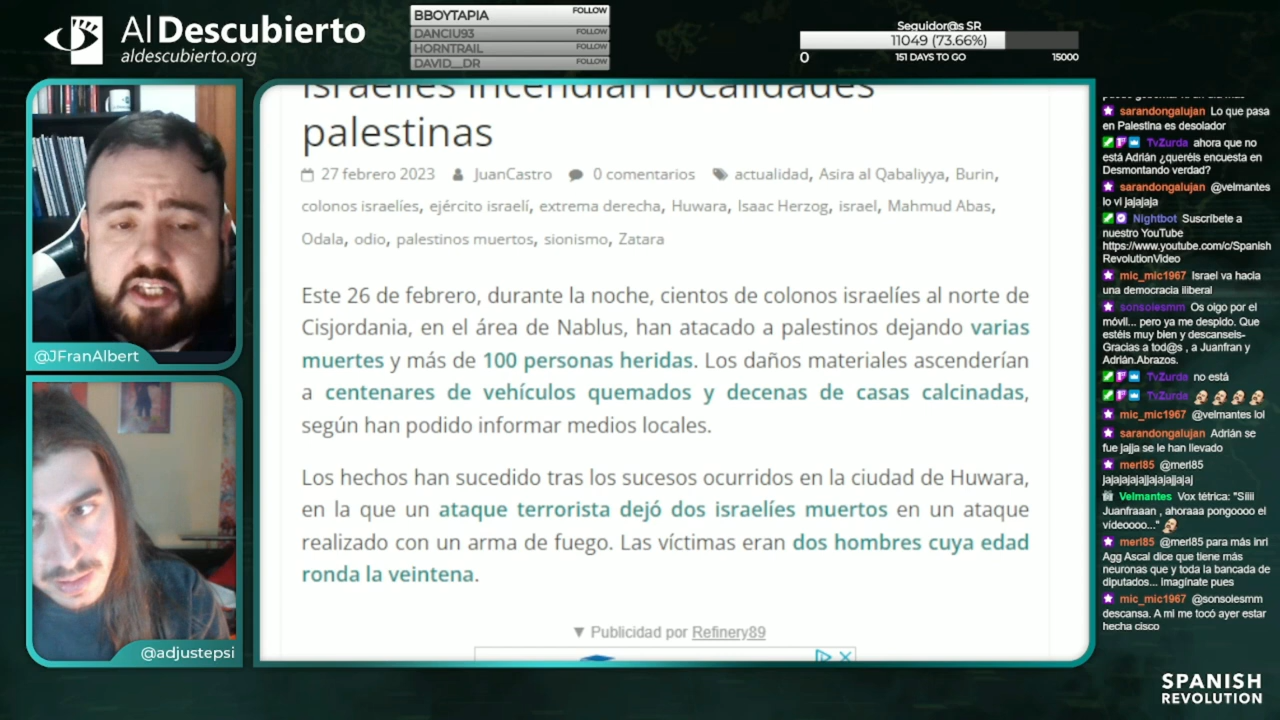 Al Descubierto
aldescubierto.org
BBOYTAPIA FOLLOW
DANCIU93 FOLLOW
HORNTRAIL FOLLOW
DAVID__DR FOLLOW
Seguidor@s SR
11049 (73.66%)
0 151 DAYS TO GO 15000
@JFranAlbert
@adjustepsi
israelíes incendian localidades
palestinas
27 febrero 2023 JuanCastro 0 comentarios actualidad, Asira al Qabaliyya, Burin,
colonos israelíes, ejército israelí, extrema derecha, Huwara, Isaac Herzog, israel, Mahmud Abas,
Odala, odio, palestinos muertos, sionismo, Zatara
Este 26 de febrero, durante la noche, cientos de colonos israelíes al norte de
Cisjordania, en el área de Nablus, han atacado a palestinos dejando varias
muertes y más de 100 personas heridas. Los daños materiales ascenderían
a centenares de vehículos quemados y decenas de casas calcinadas,
según han podido informar medios locales.
Los hechos han sucedido tras los sucesos ocurridos en la ciudad de Huwara,
en la que un ataque terrorista dejó dos israelíes muertos en un ataque
realizado con un arma de fuego. Las víctimas eran dos hombres cuya edad
ronda la veintena.
▼ Publicidad por Refinery89
sarandongalujan Lo que pasa
en Palestina es desolador
TvZurda ahora que no
está Adrián ¿queréis encuesta en
Desmontando verdad?
sarandongalujan @velmantes
lo vi jajajaja
Nightbot Suscríbete a
nuestro YouTube
https://www.youtube.com/c/Spanish
RevolutionVideo
mic_mic1967 Israel va hacia
una democracia iliberal
sonsolesmm Os oigo por el
móvil... pero ya me despido. Que
estéis muy bien y descanseis-
Gracias a tod@s , a Juanfran y
Adrián.Abrazos.
TvZurda no está
TvZurda
mic_mic1967 @velmantes lol
sarandongalujan Adrián se
fue jajja se le han llevado
merl85 @merl85
jajajajajjajajajjajaj
Velmantes Vox tétrica: "Siiii
Juanfraaan , ahoraaa pongoooo el
vídeoooo..."
merl85 @merl85 para más inri
Agg Ascal dice que tiene más
neuronas que y toda la bancada de
diputados... Imagínate pues
mic_mic1967 @sonsolesmm
descansa. A mi me tocó ayer estar
hecha cisco
SPANISH
REVOLUTION